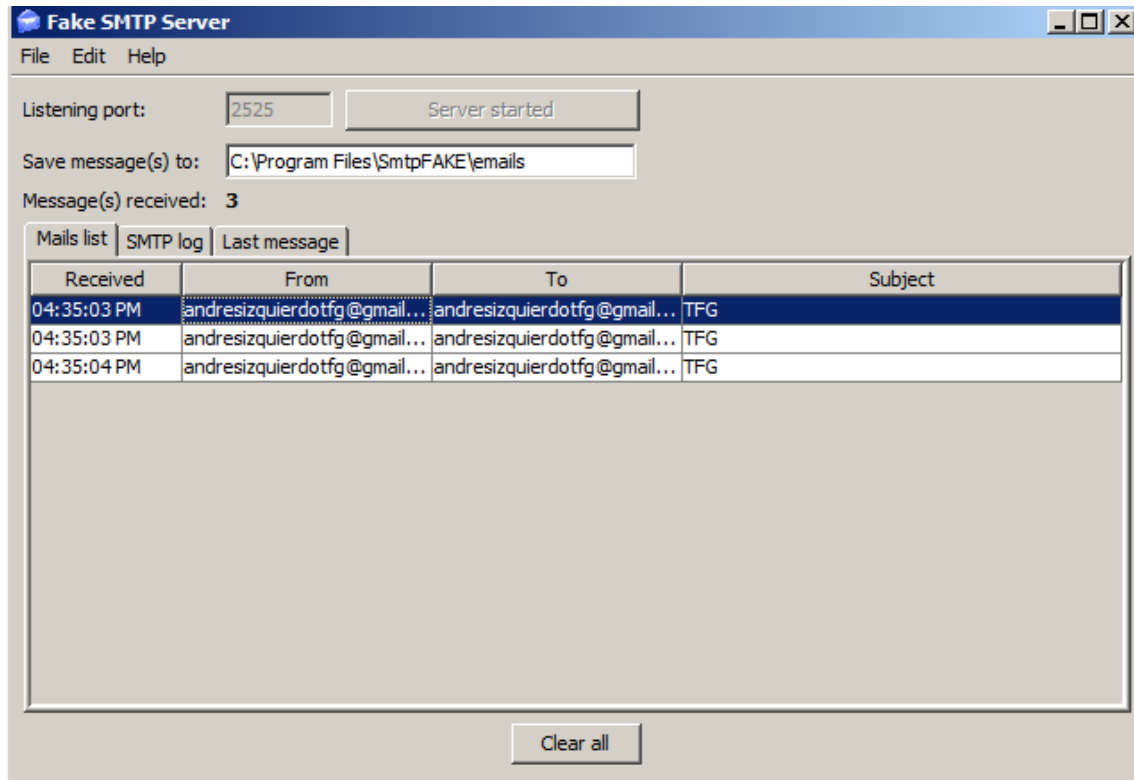 Fake SMTP Server
File Edit Help
Listening port: 2525 Server started
Save message(s) to: C:\Program Files\SmtpFAKE\emails
Message(s) received: 3
Mails list SMTP log Last message
Received From To Subject
04:35:03 PM andresizquierdotfg@gmail... andresizquierdotfg@gmail... TFG
04:35:03 PM andresizquierdotfg@gmail... andresizquierdotfg@gmail... TFG
04:35:04 PM andresizquierdotfg@gmail... andresizquierdotfg@gmail... TFG
Clear all